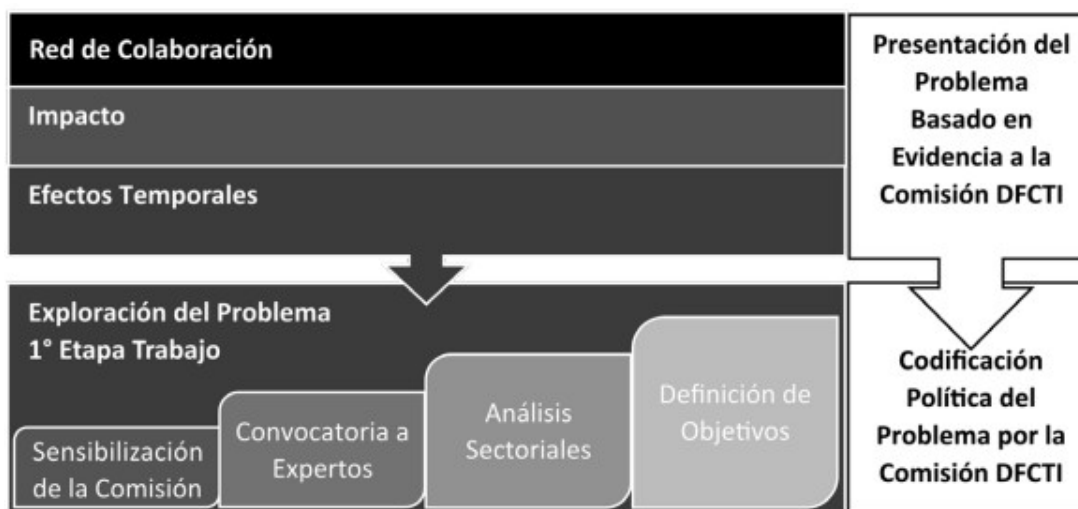 Red de Colaboración
Impacto
Efectos Temporales
Presentación del
Problema
Basado en
Evidencia a la
Comisión DFCTI
Exploración del Problema
1° Etapa Trabajo
Sensibilización
de la Comisión
Convocatoria a
Expertos
Análisis
Sectoriales
Definición de
Objetivos
Codificación
Política del
Problema por la
Comisión DFCTI